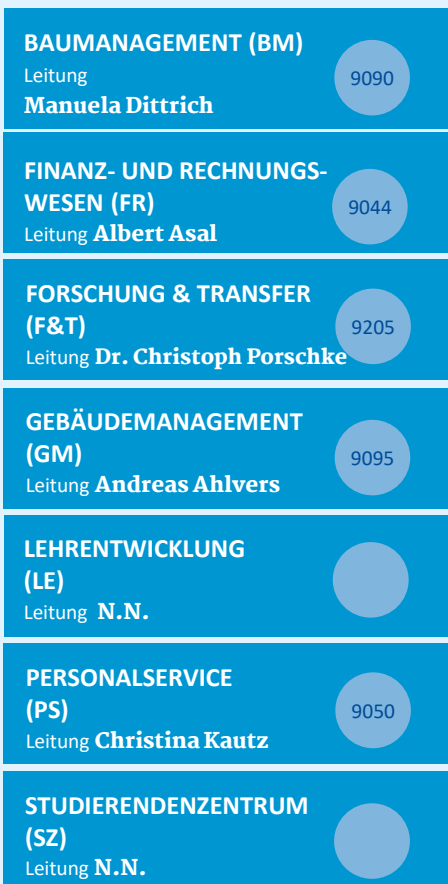 BAUMANAGEMENT (BM)
Leitung
Manuela Dittrich
9090
FINANZ- UND RECHNUNGS-
WESEN (FR)
Leitung Albert Asal
9044
FORSCHUNG & TRANSFER
(F&T)
Leitung Dr. Christoph Porschke
9205
GEBÄUDEMANAGEMENT
(GM)
Leitung Andreas Ahlvers
9095
LEHRENTWICKLUNG
(LE)
Leitung N.N.
PERSONALSERVICE
(PS)
Leitung Christina Kautz
9050
STUDIERENDENZENTRUM
(SZ)
Leitung N.N.